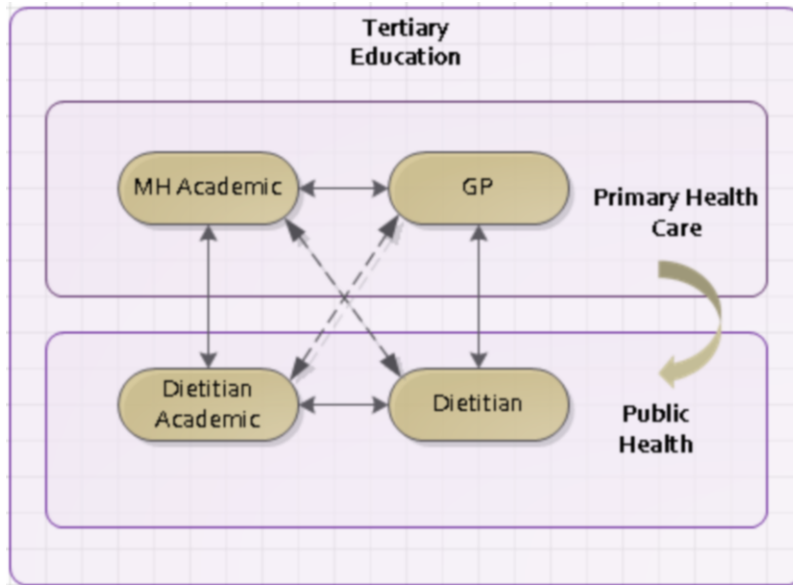 Tertiary
Education
MH Academic
GP
Primary Health
Care
Dietitian
Academic
Dietitian
Public
Health